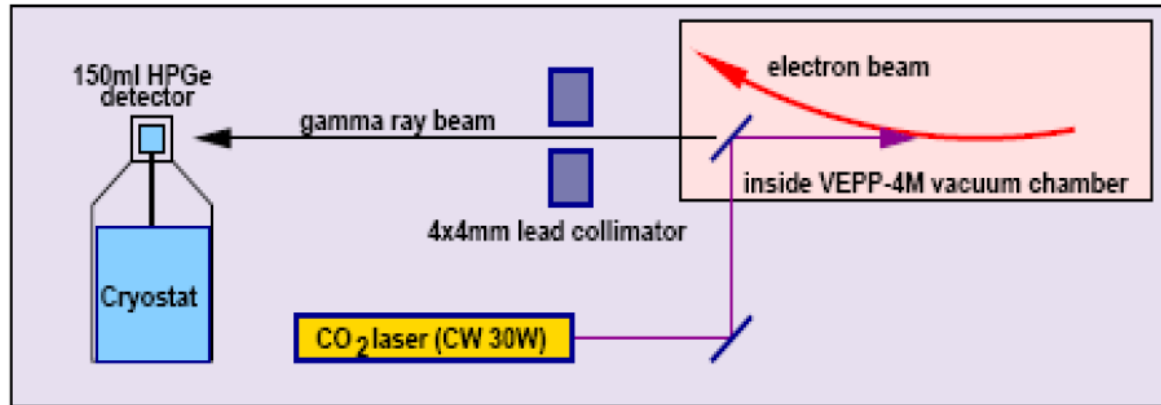 150ml HPGe
detector
gamma ray beam
electron beam
inside VEPP-4M vacuum chamber
4x4mm lead collimator
Cryostat
CO2 laser (CW 30W)